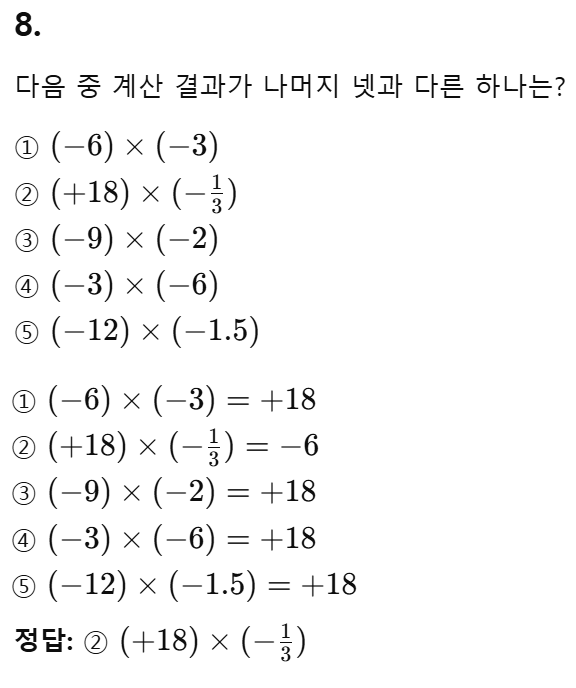 8.
다음 중 계산 결과가 나머지 넷과 다른 하나는?
① (−6) × (−3)
② (+18) × (−1/3)
③ (−9) × (−2)
④ (−3) × (−6)
⑤ (−12) × (−1.5)
① (−6) × (−3) = +18
② (+18) × (−1/3) = −6
③ (−9) × (−2) = +18
④ (−3) × (−6) = +18
⑤ (−12) × (−1.5) = +18
정답: ② (+18) × (−1/3)